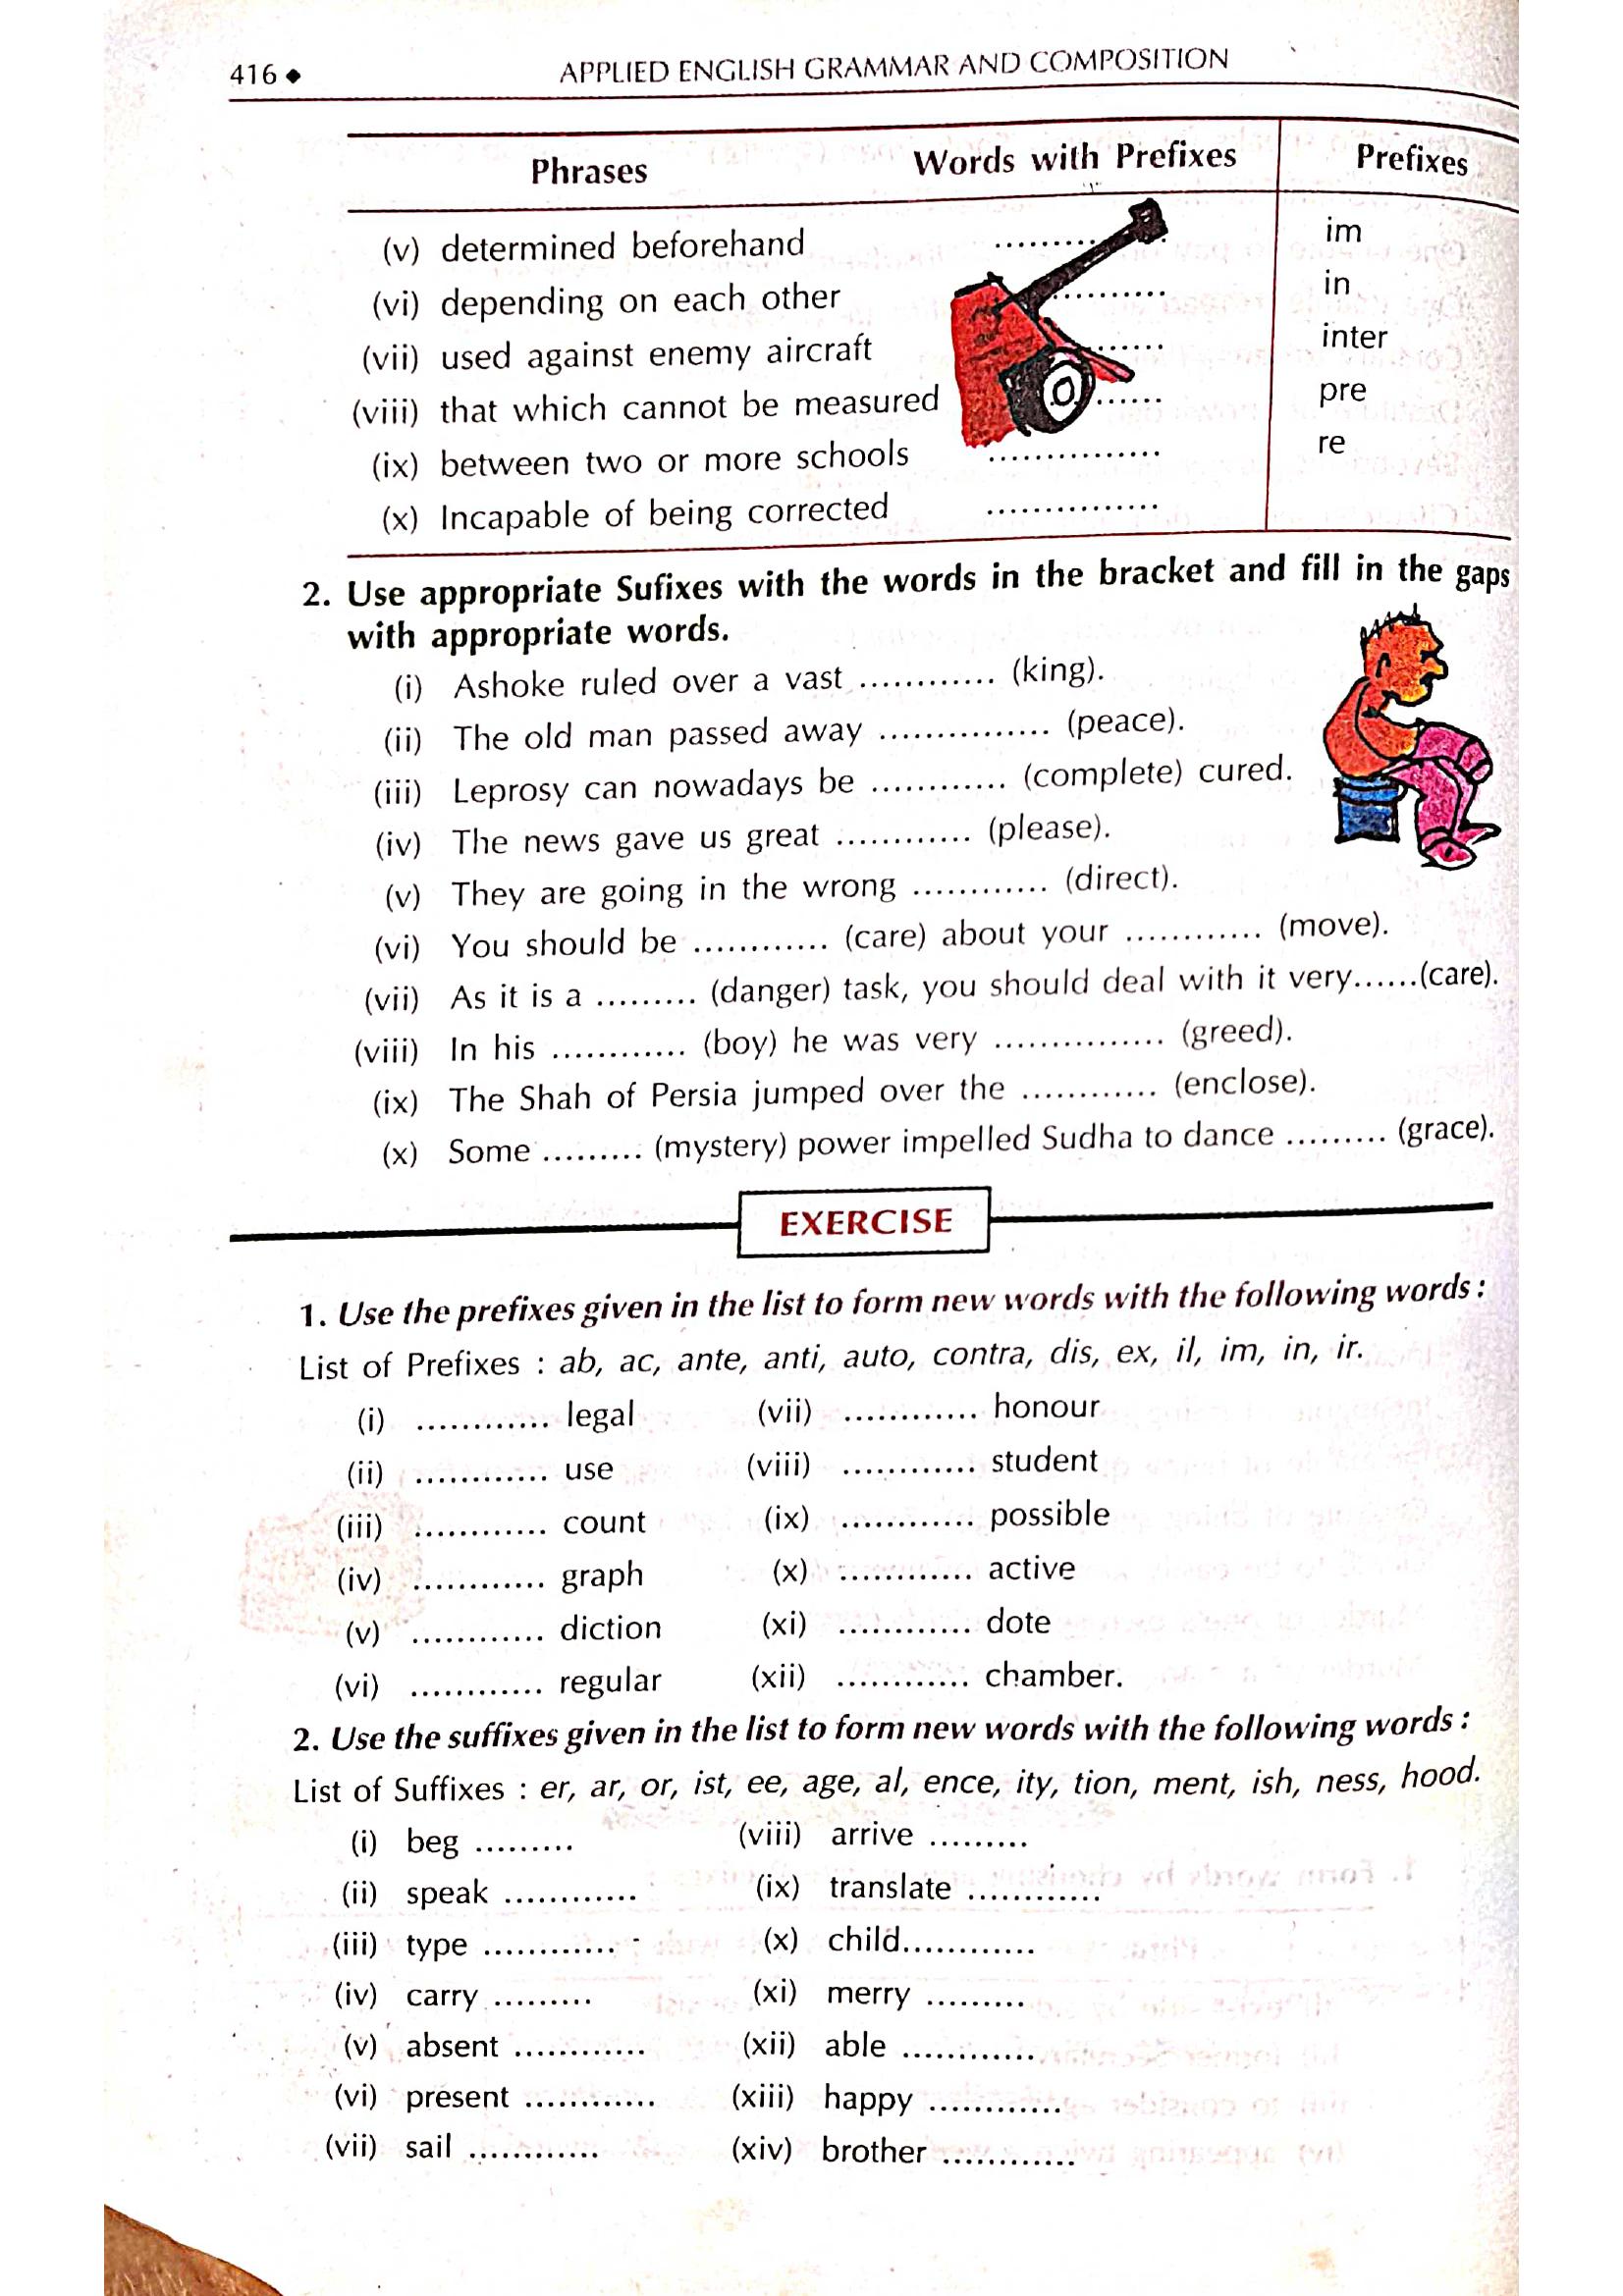 416 ◆ APPLIED ENGLISH GRAMMAR AND COMPOSITION
Phrases Words with Prefixes Prefixes
(v) determined beforehand ............... im
(vi) depending on each other ............... in
(vii) used against enemy aircraft ............... inter
(viii) that which cannot be measured ............... pre
(ix) between two or more schools ............... re
(x) Incapable of being corrected ...............
2. Use appropriate Sufixes with the words in the bracket and fill in the gaps
with appropriate words.
(i) Ashoke ruled over a vast ............ (king).
(ii) The old man passed away ............... (peace).
(iii) Leprosy can nowadays be ............ (complete) cured.
(iv) The news gave us great ............ (please).
(v) They are going in the wrong ............ (direct).
(vi) You should be ............ (care) about your ............ (move).
(vii) As it is a ......... (danger) task, you should deal with it very......(care).
(viii) In his ............ (boy) he was very ............... (greed).
(ix) The Shah of Persia jumped over the ............ (enclose).
(x) Some ......... (mystery) power impelled Sudha to dance ......... (grace).
EXERCISE
1. Use the prefixes given in the list to form new words with the following words :
List of Prefixes : ab, ac, ante, anti, auto, contra, dis, ex, il, im, in, ir.
(i) ............ legal (vii) ............ honour
(ii) ............ use (viii) ............ student
(iii) ............ count (ix) ............ possible
(iv) ............ graph (x) ............ active
(v) ............ diction (xi) ............ dote
(vi) ............ regular (xii) ............ chamber.
2. Use the suffixes given in the list to form new words with the following words :
List of Suffixes : er, ar, or, ist, ee, age, al, ence, ity, tion, ment, ish, ness, hood.
(i) beg ......... (viii) arrive .........
(ii) speak ............ (ix) translate ............
(iii) type ............ (x) child............
(iv) carry ......... (xi) merry .........
(v) absent ............ (xii) able ............
(vi) present ............ (xiii) happy ............
(vii) sail ............ (xiv) brother ............